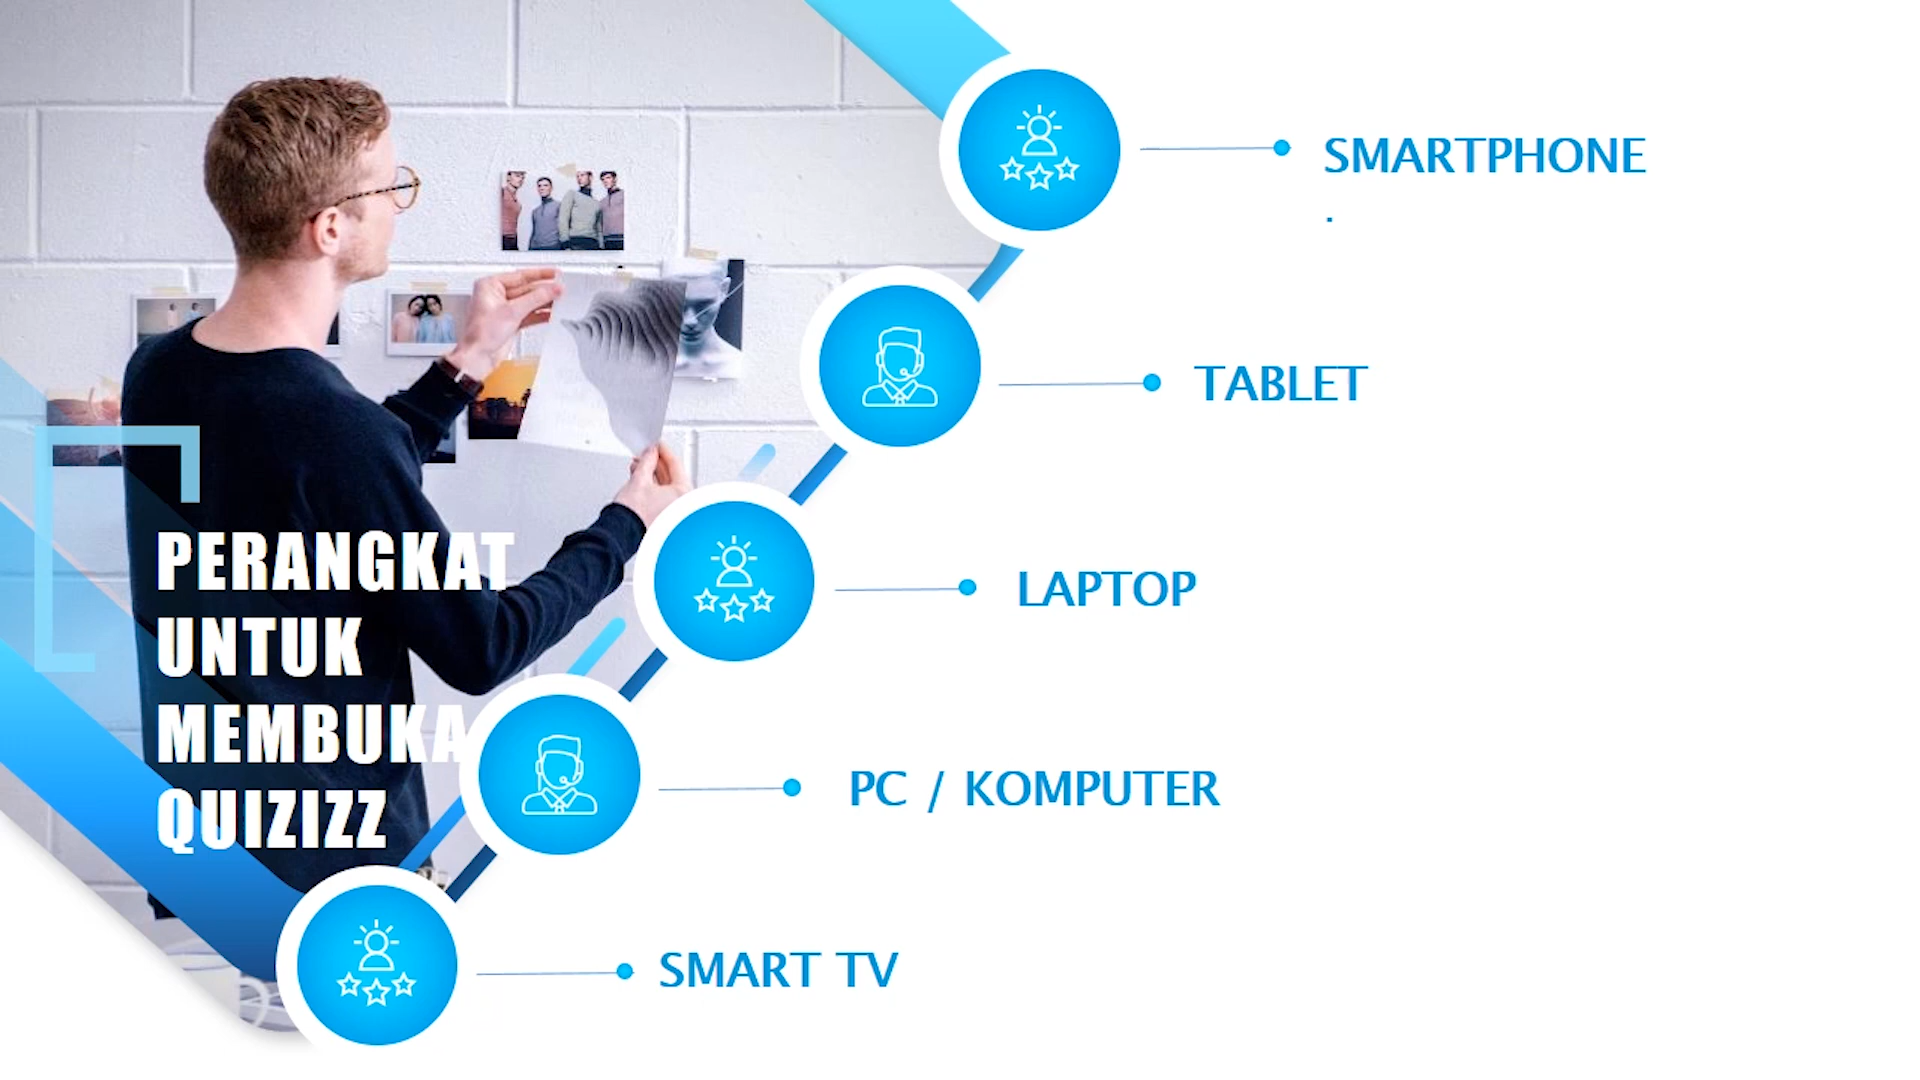 PERANGKAT
UNTUK
MEMBUKA
QUIZIZZ
SMARTPHONE
.
TABLET
LAPTOP
PC / KOMPUTER
SMART TV